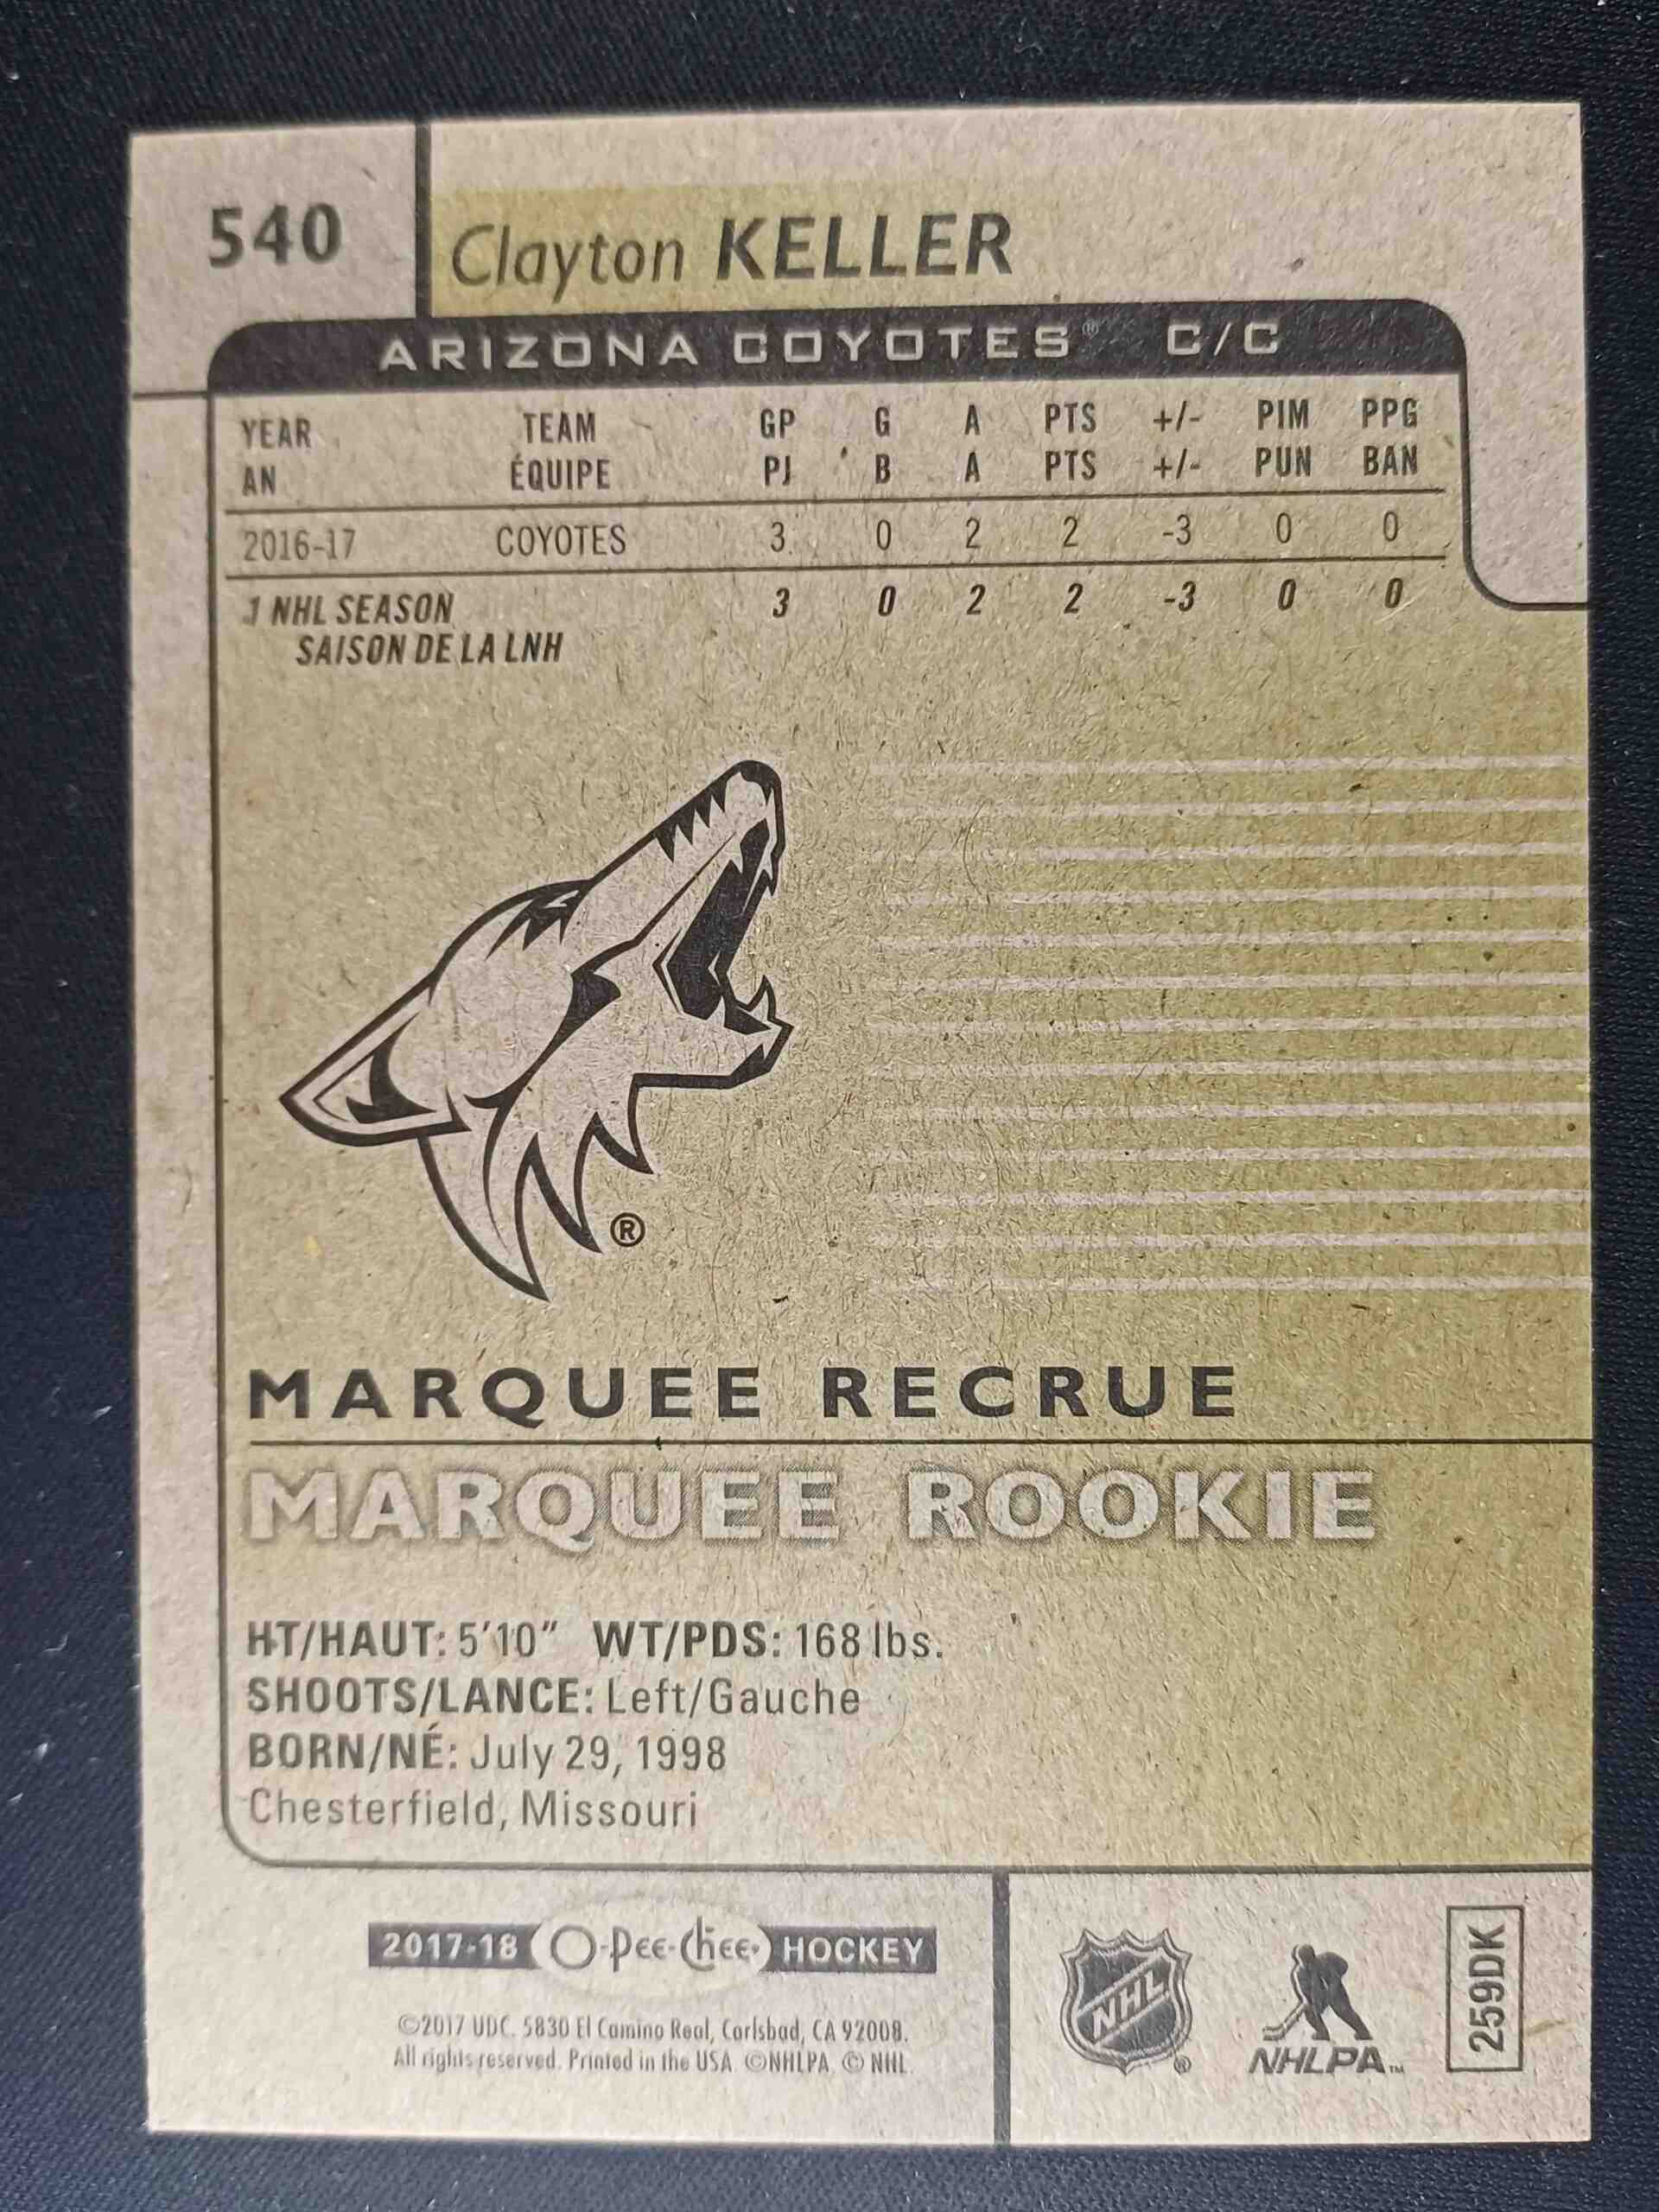 540
Clayton KELLER
ARIZONA COYOTES® C/C
YEAR TEAM GP G A PTS +/- PIM PPG
AN ÉQUIPE PJ B A PTS +/- PUN BAN
2016-17 COYOTES 3 0 2 2 -3 0 0
1 NHL SEASON 3 0 2 2 -3 0 0
SAISON DE LA LNH
®
MARQUEE RECRUE
MARQUEE ROOKIE
HT/HAUT: 5'10" WT/PDS: 168 lbs.
SHOOTS/LANCE: Left/Gauche
BORN/NÉ: July 29, 1998
Chesterfield, Missouri
2017-18 O-Pee-Chee® HOCKEY
©2017 UDC. 5830 El Camino Real, Carlsbad, CA 92008.
All rights reserved. Printed in the USA ©NHLPA © NHL.
NHL ®
NHLPA™
259DK